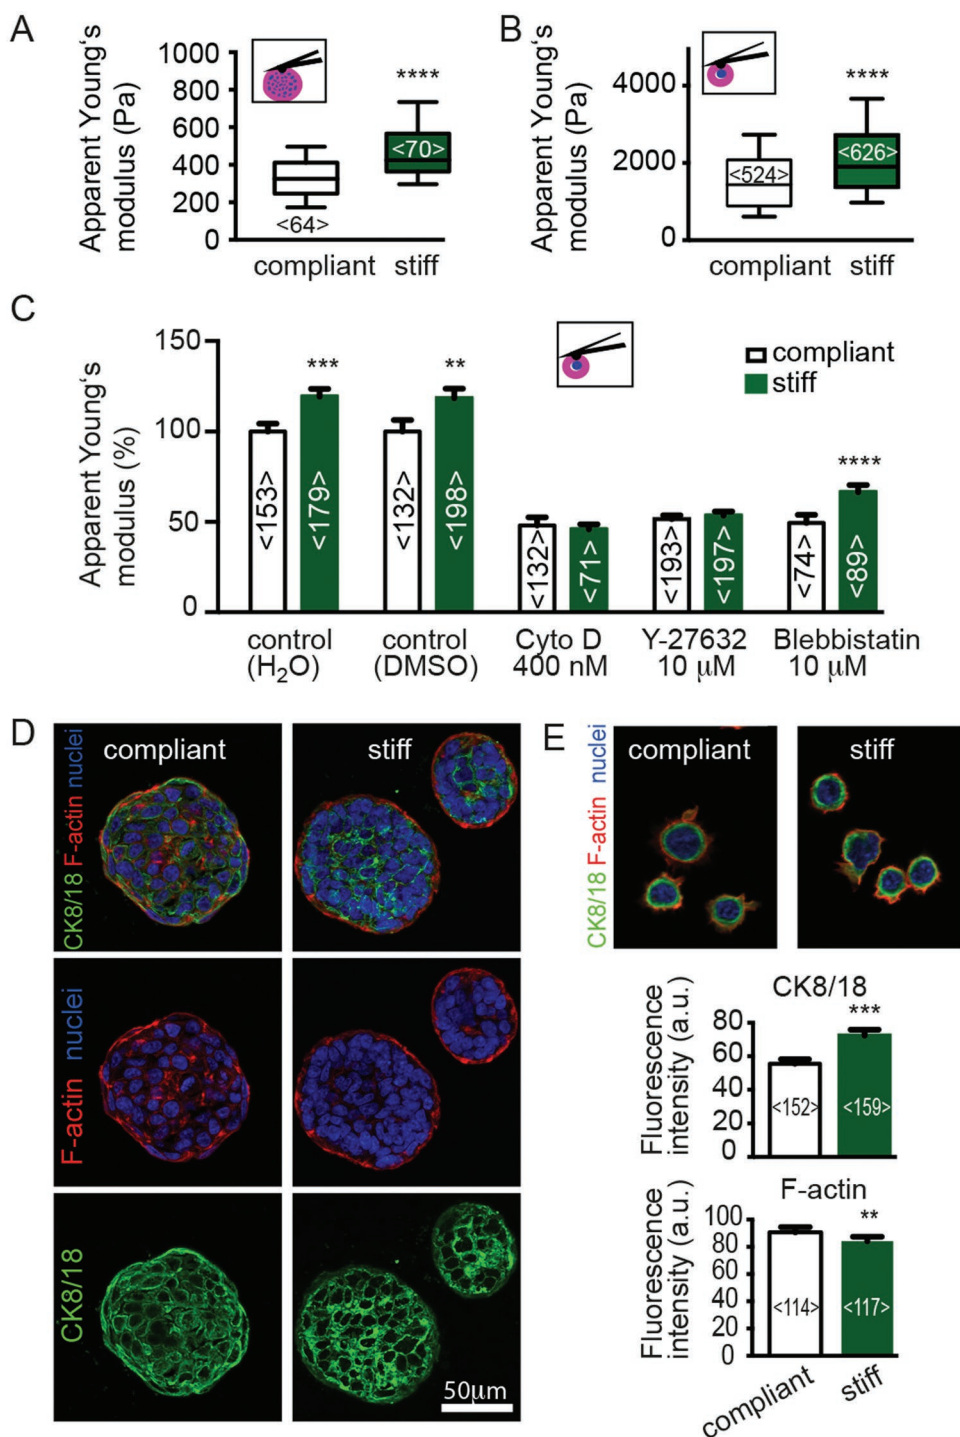 A
Apparent Young's
modulus (Pa)
1000
800
600
400
200
0
****
<70>
<64>
compliant
stiff
B
Apparent Young's
modulus (Pa)
4000
2000
0
****
<524>
<626>
compliant
stiff
C
Apparent Young's
modulus (%)
150
100
50
0
***
**
****
compliant
stiff
<153>
<179>
<132>
<198>
<132>
<71>
<193>
<197>
<74>
<89>
control
(H₂O)
control
(DMSO)
Cyto D
400 nM
Y-27632
10 μM
Blebbistatin
10 μM
D
CK8/18 F-actin nuclei
compliant
stiff
F-actin nuclei
CK8/18
50μm
E
CK8/18 F-actin nuclei
compliant
stiff
CK8/18
Fluorescence
intensity (a.u.)
80
60
40
20
0
***
<152>
<159>
F-actin
Fluorescence
intensity (a.u.)
100
80
60
40
20
0
**
<114>
<117>
compliant
stiff